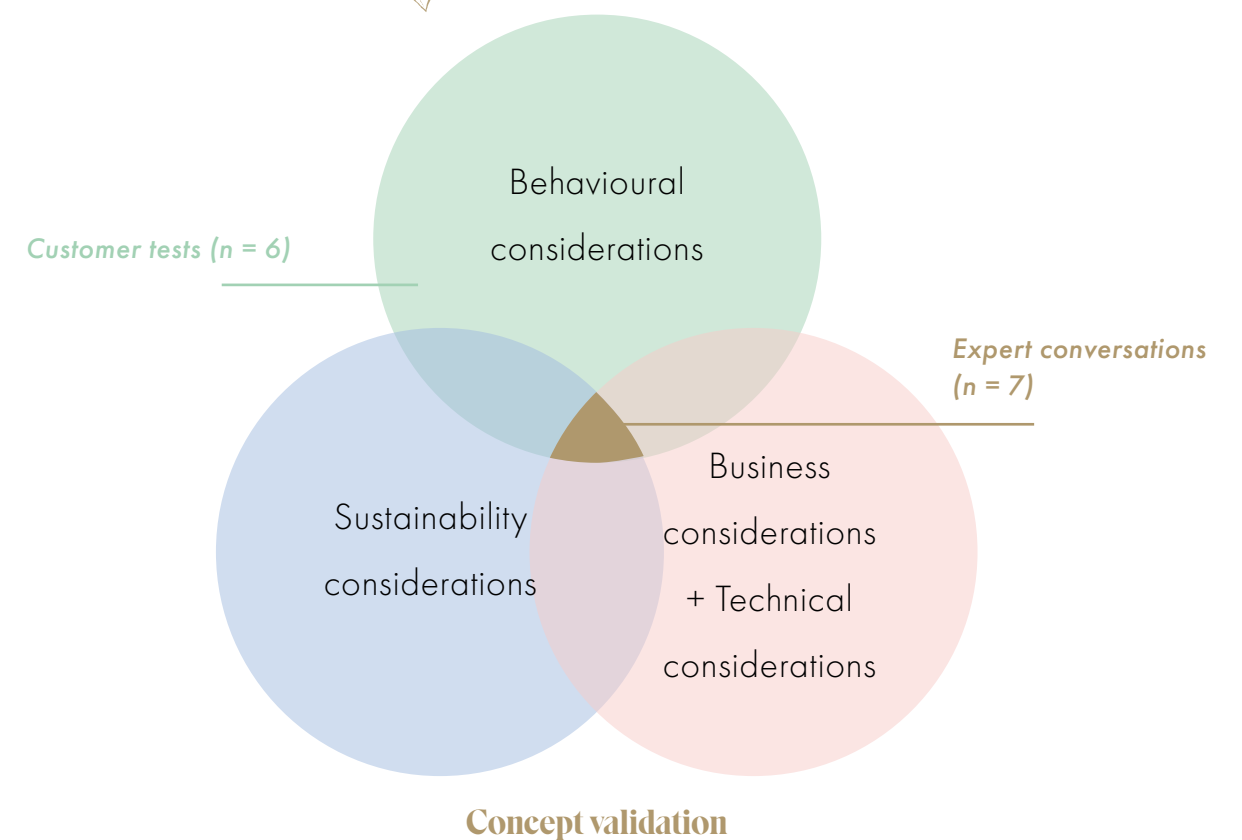 Behavioural
considerations
Customer tests (n = 6)
Expert conversations
(n = 7)
Business
considerations
+ Technical
considerations
Sustainability
considerations
Concept validation